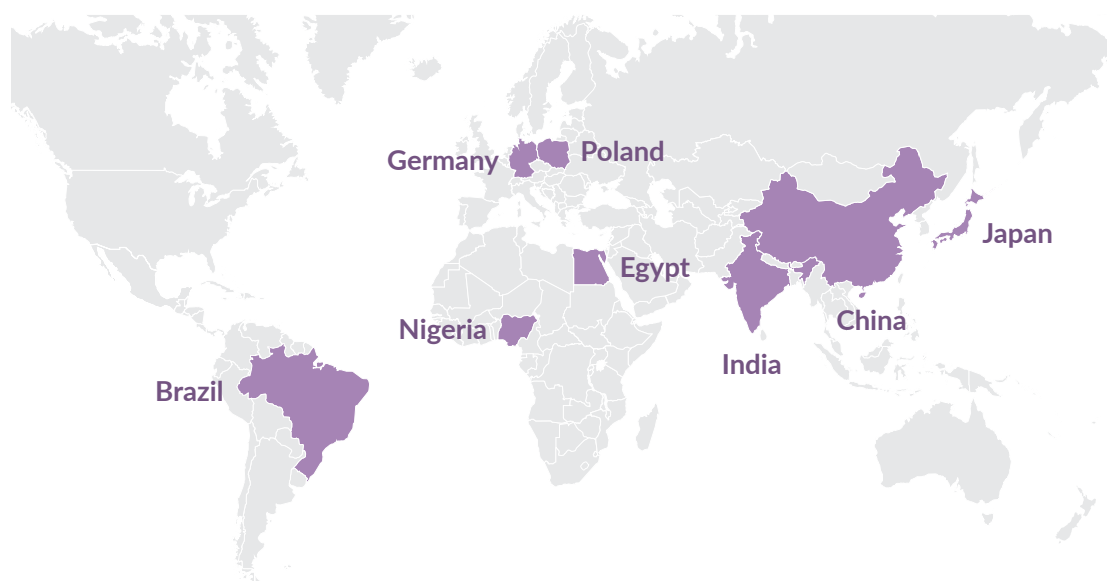 Germany
Poland
Japan
Egypt
Nigeria
China
India
Brazil